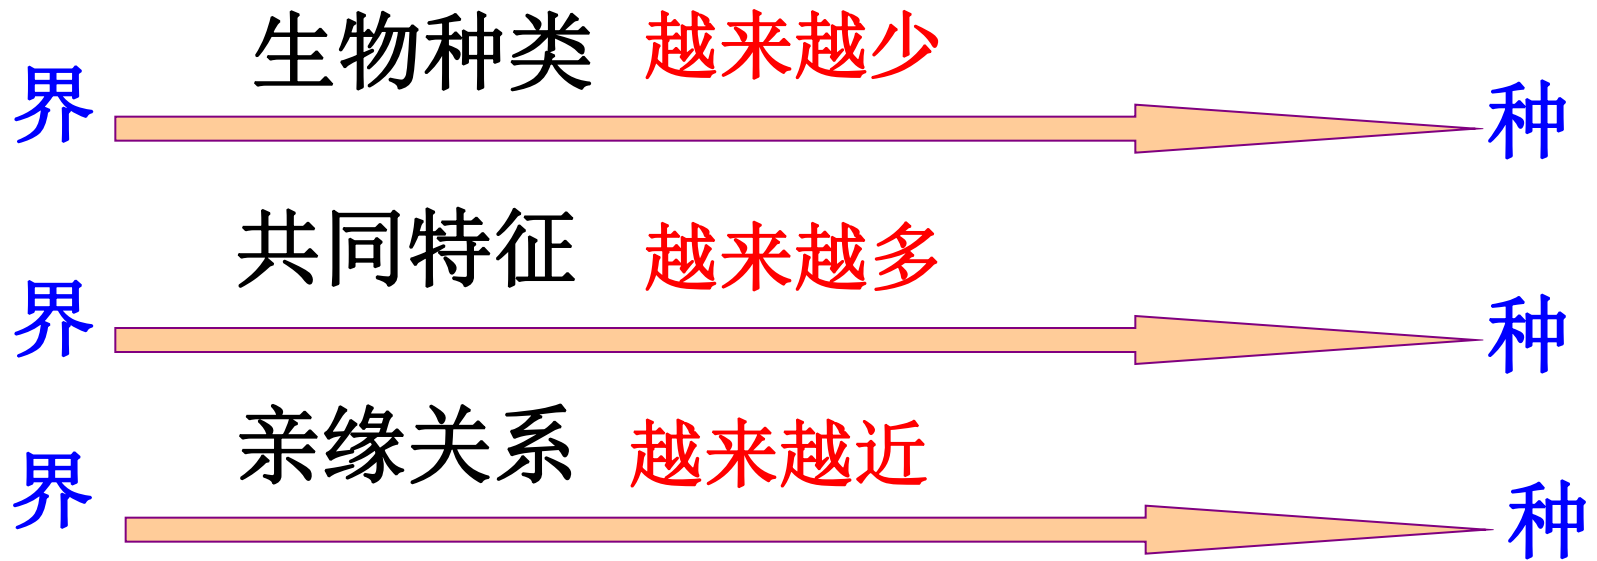 生物种类 越来越少
界 种
共同特征 越来越多
界 种
亲缘关系 越来越近
界 种